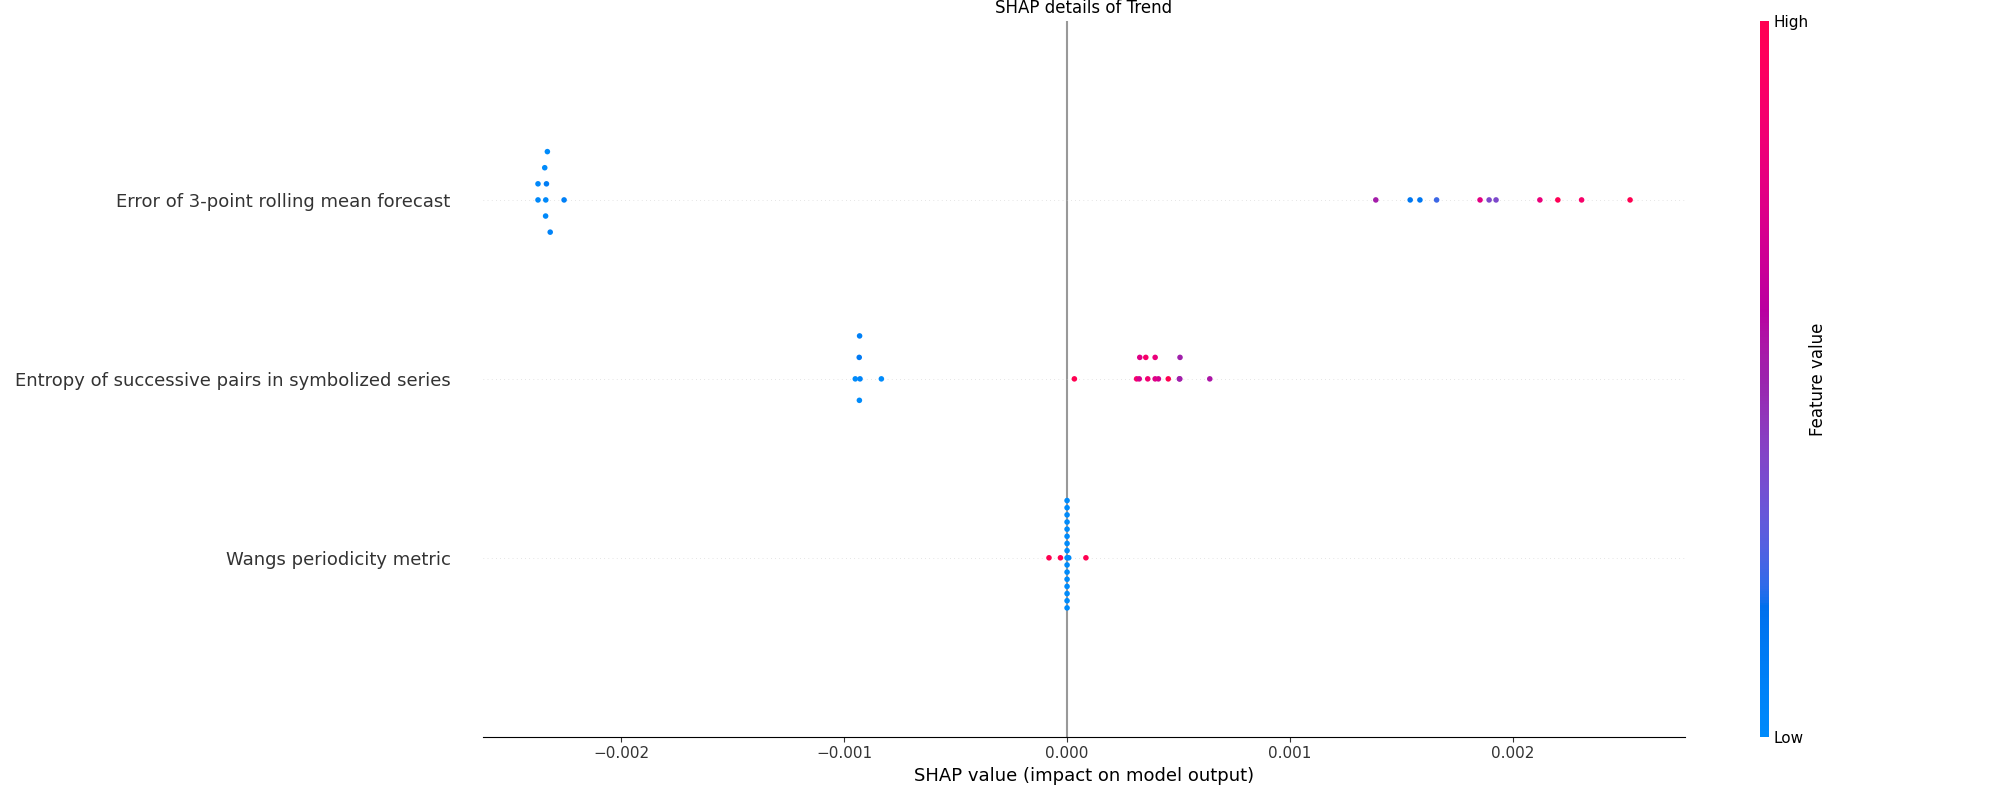 SHAP details of Trend
High
Error of 3-point rolling mean forecast
Entropy of successive pairs in symbolized series
Wangs periodicity metric
Feature value
Low
−0.002
−0.001
0.000
0.001
0.002
SHAP value (impact on model output)